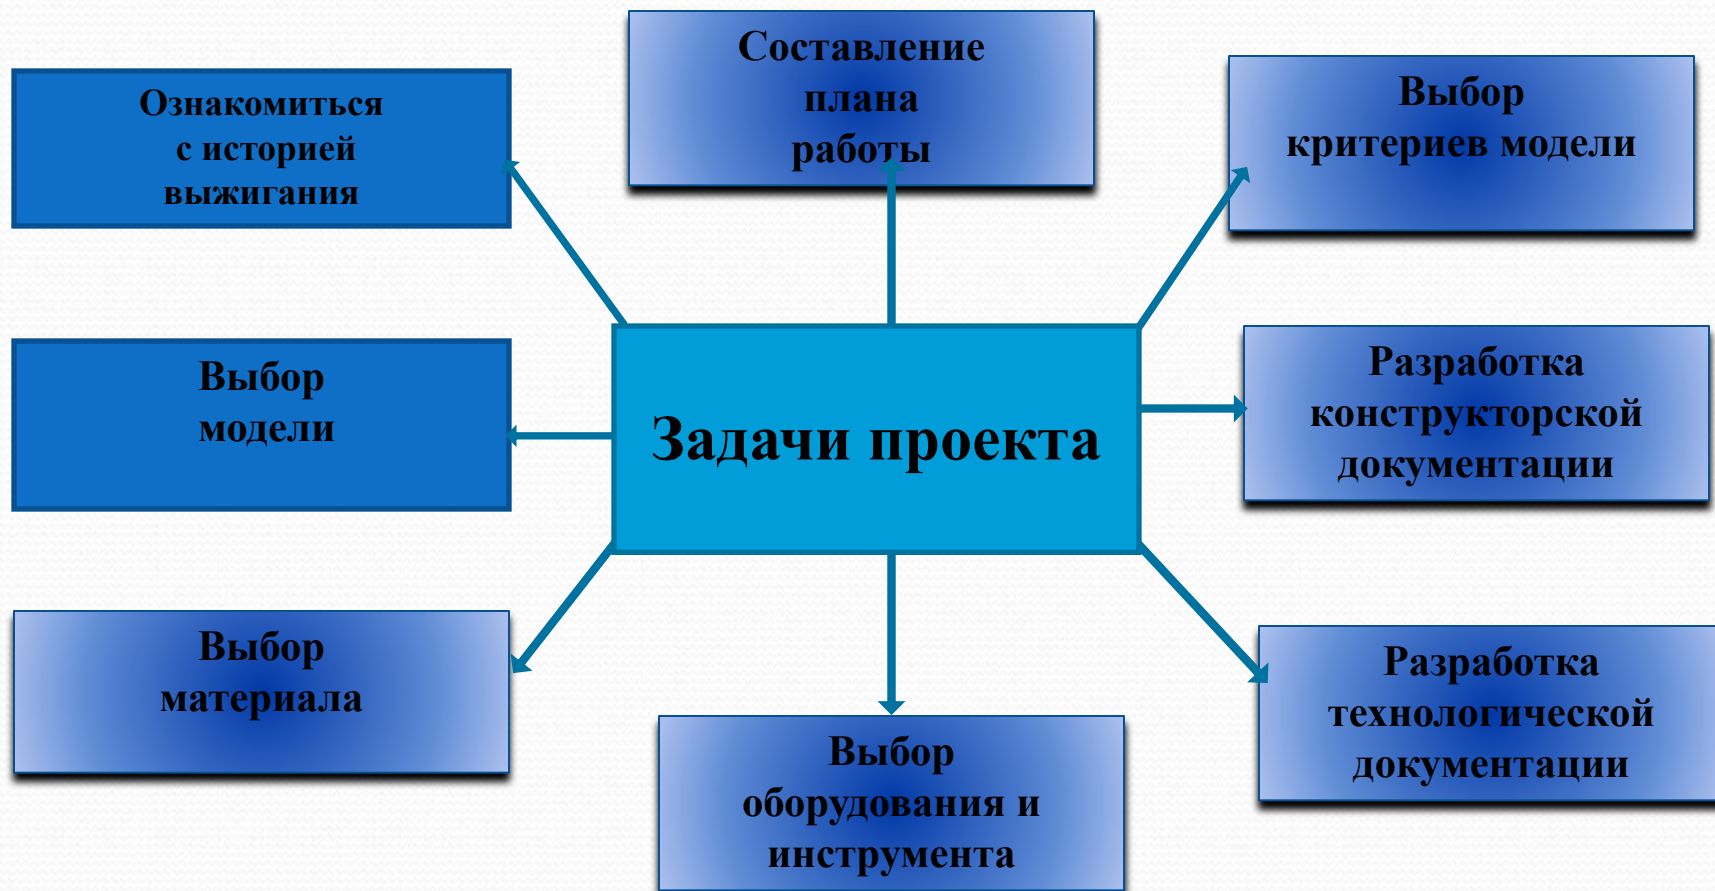 Составление
плана
работы
Ознакомиться
с историей
выжигания
Выбор
критериев модели
Выбор
модели
Задачи проекта
Разработка
конструкторской
документации
Выбор
материала
Выбор
оборудования и
инструмента
Разработка
технологической
документации